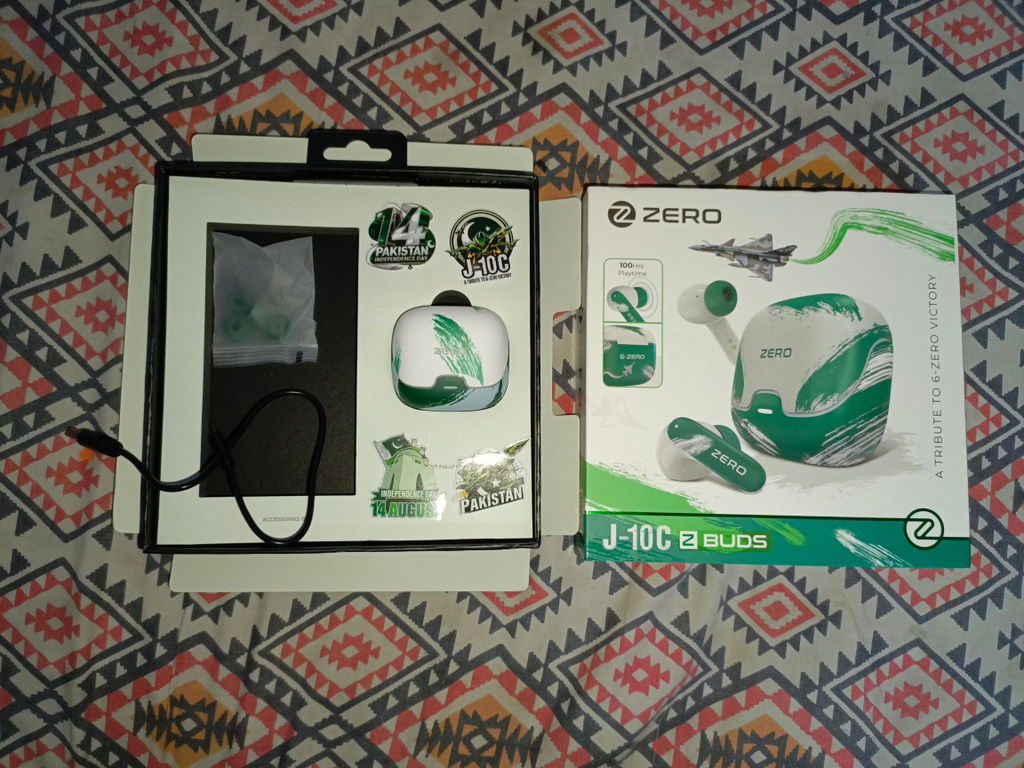 14
PAKISTAN
INDEPENDENCE DAY
J-10C
A TRIBUTE TO 6-ZERO VICTORY
ZERO
INDEPENDENCE DAY
14 AUGUST
PAKISTAN
ACCESSORIES
ZERO
100Hrs
Playtime
6-ZERO
ZERO
ZERO
A TRIBUTE TO 6-ZERO VICTORY
J-10C Z BUDS